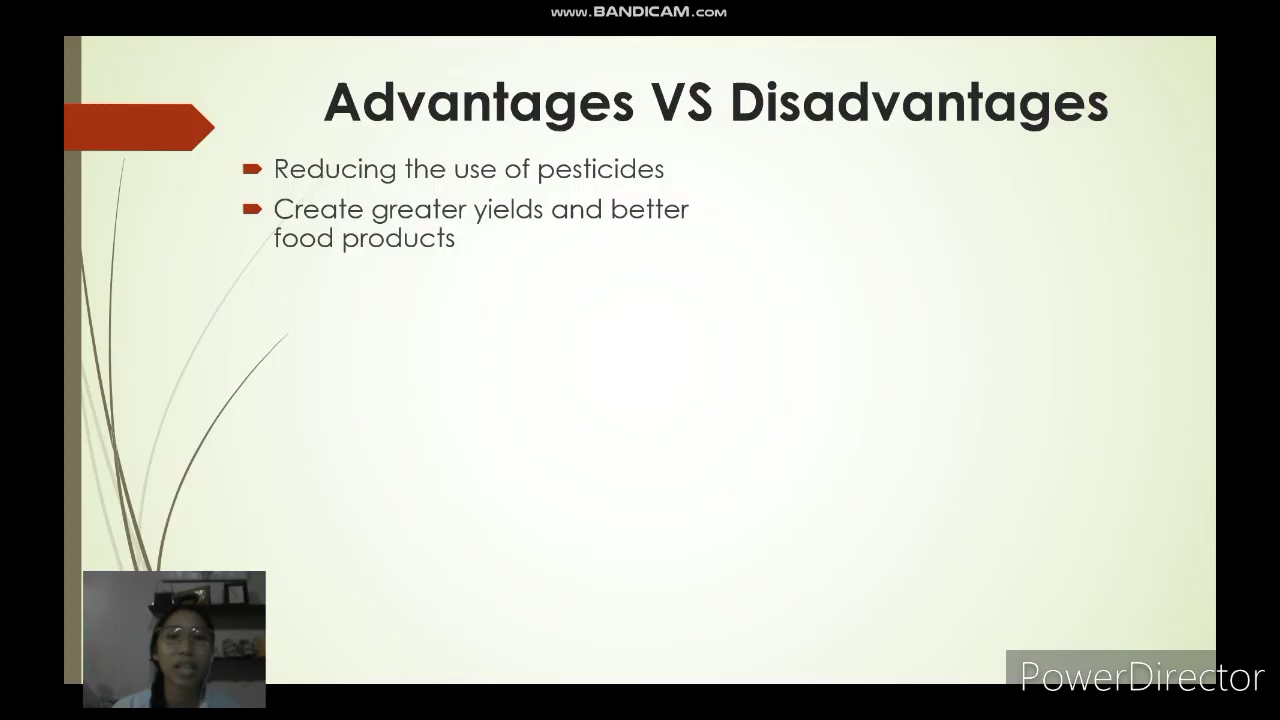 www.BANDICAM.com
Advantages VS Disadvantages
Reducing the use of pesticides
Create greater yields and better
food products
PowerDirector